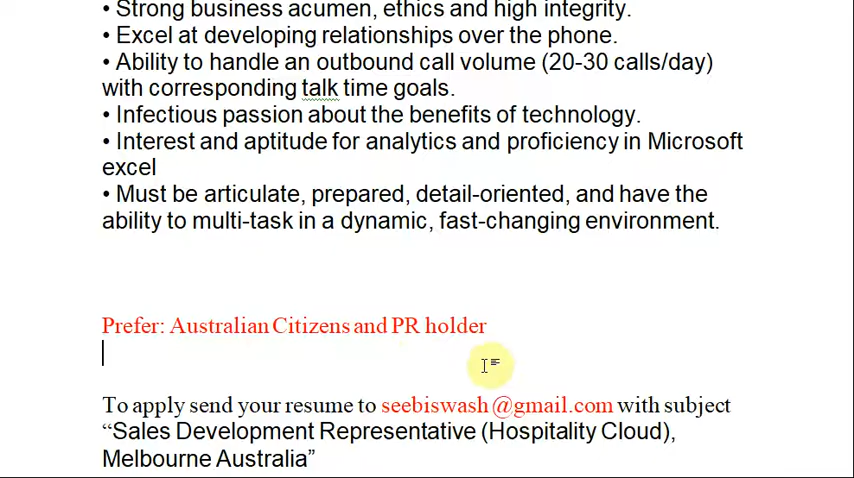 • Strong business acumen, ethics and high integrity.
• Excel at developing relationships over the phone.
• Ability to handle an outbound call volume (20-30 calls/day)
with corresponding talk time goals.
• Infectious passion about the benefits of technology.
• Interest and aptitude for analytics and proficiency in Microsoft
excel
• Must be articulate, prepared, detail-oriented, and have the
ability to multi-task in a dynamic, fast-changing environment.
Prefer: Australian Citizens and PR holder
To apply send your resume to seebiswash@gmail.com with subject
“Sales Development Representative (Hospitality Cloud),
Melbourne Australia”